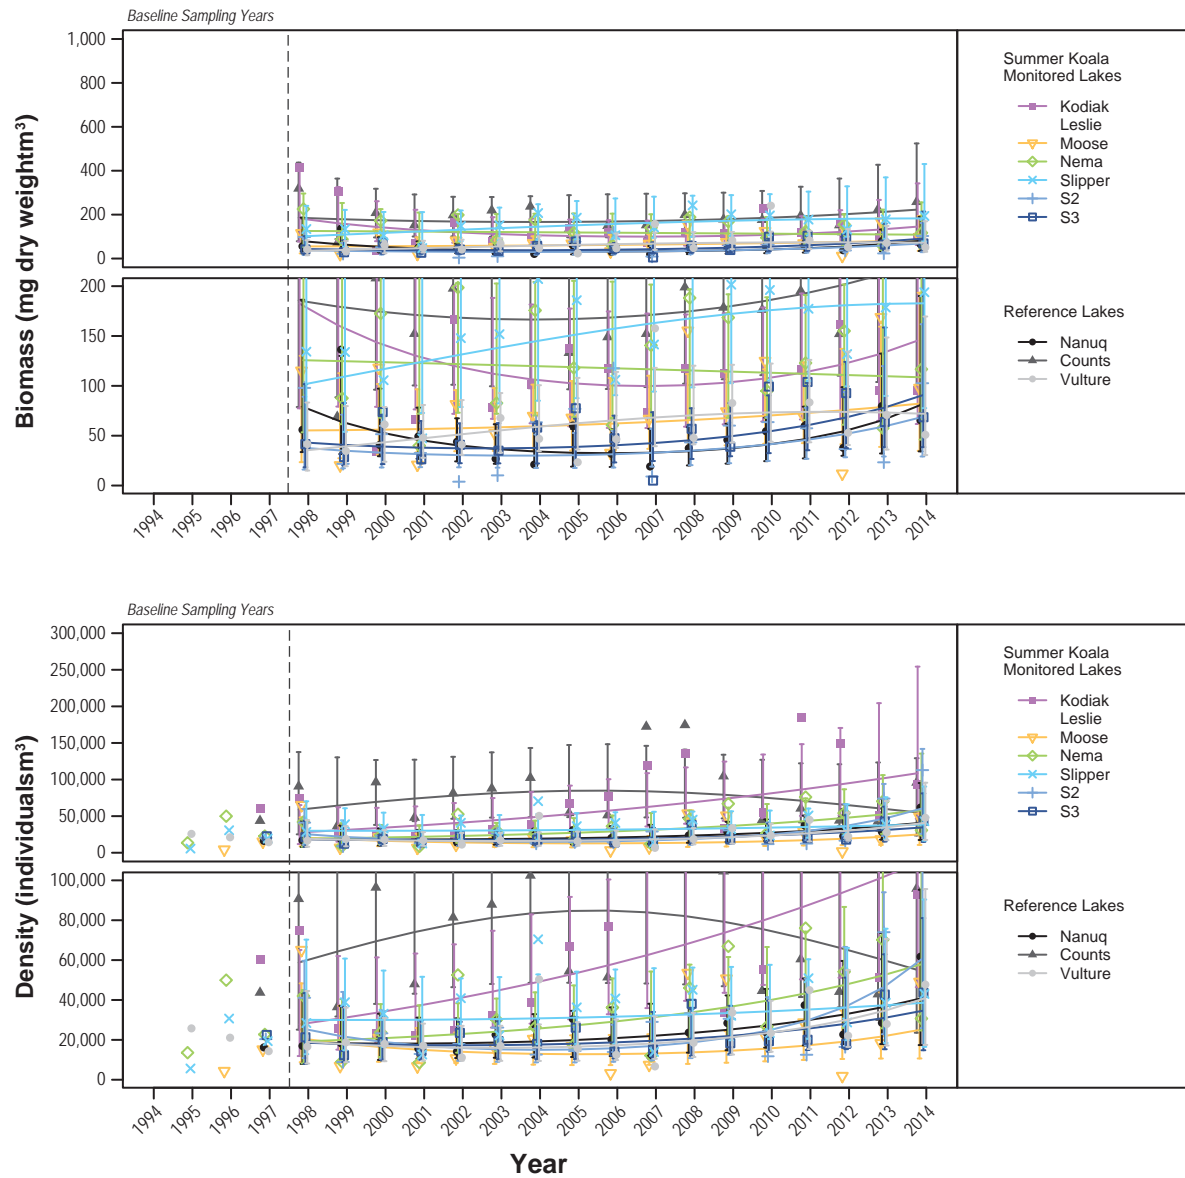 Baseline Sampling Years
Biomass (mg dry weightm³)
1,000
800
600
400
200
0
200
150
100
50
0
1994 1995 1996 1997 1998 1999 2000 2001 2002 2003 2004 2005 2006 2007 2008 2009 2010 2011 2012 2013 2014
Summer Koala
Monitored Lakes
Kodiak
Leslie
Moose
Nema
Slipper
S2
S3
Reference Lakes
Nanuq
Counts
Vulture
Baseline Sampling Years
Density (individualsm³)
300,000
250,000
200,000
150,000
100,000
50,000
0
100,000
80,000
60,000
40,000
20,000
0
1994 1995 1996 1997 1998 1999 2000 2001 2002 2003 2004 2005 2006 2007 2008 2009 2010 2011 2012 2013 2014
Year
Summer Koala
Monitored Lakes
Kodiak
Leslie
Moose
Nema
Slipper
S2
S3
Reference Lakes
Nanuq
Counts
Vulture